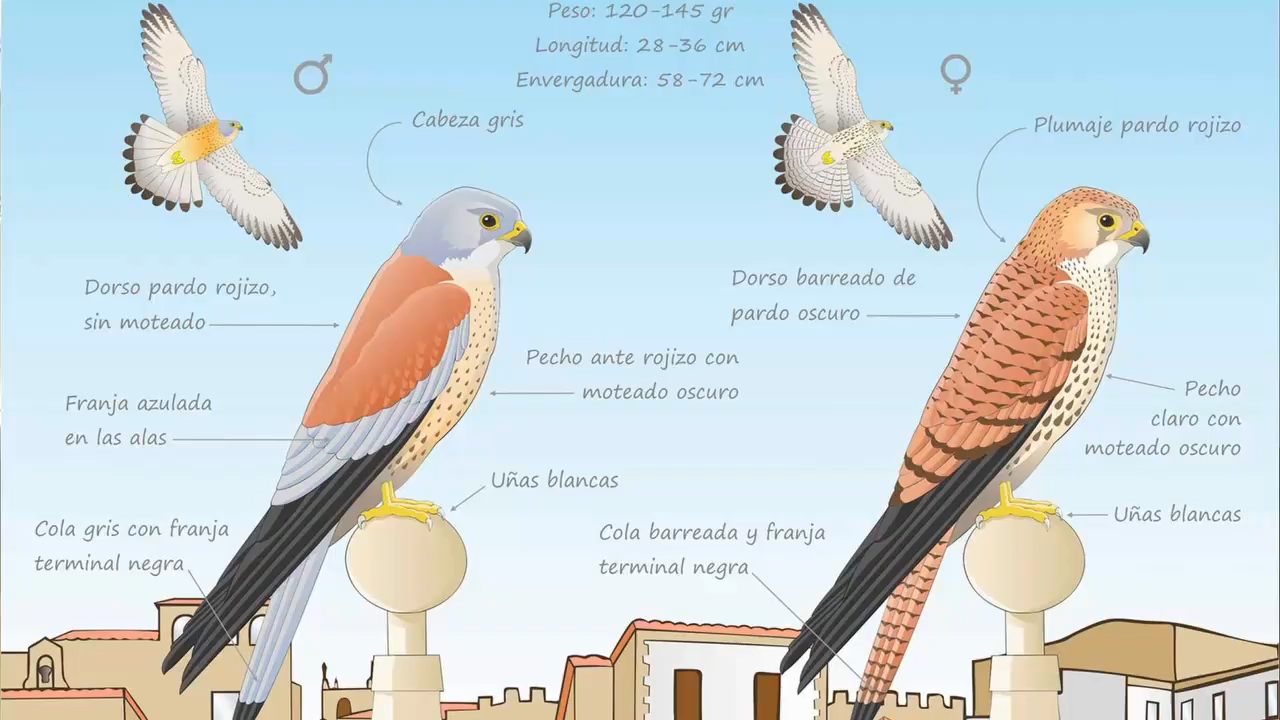 Peso: 120-145 gr
Longitud: 28-36 cm
Envergadura: 58-72 cm
♂
♀
Cabeza gris
Plumaje pardo rojizo
Dorso pardo rojizo,
sin moteado
Dorso barreado de
pardo oscuro
Pecho ante rojizo con
moteado oscuro
Pecho
claro con
moteado oscuro
Franja azulada
en las alas
Uñas blancas
Uñas blancas
Cola gris con franja
terminal negra
Cola barreada y franja
terminal negra